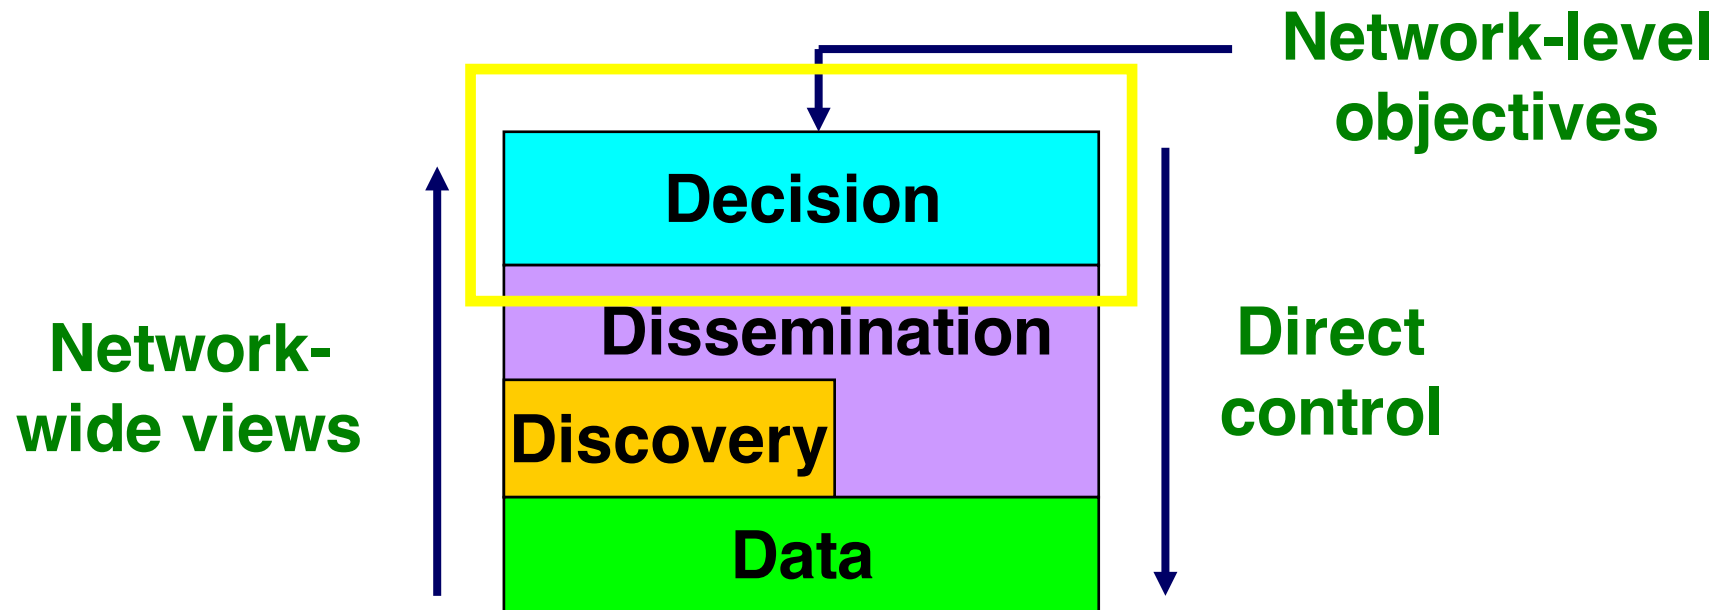 Network-level
objectives
Decision
Dissemination
Network-
wide views
Direct
control
Discovery
Data